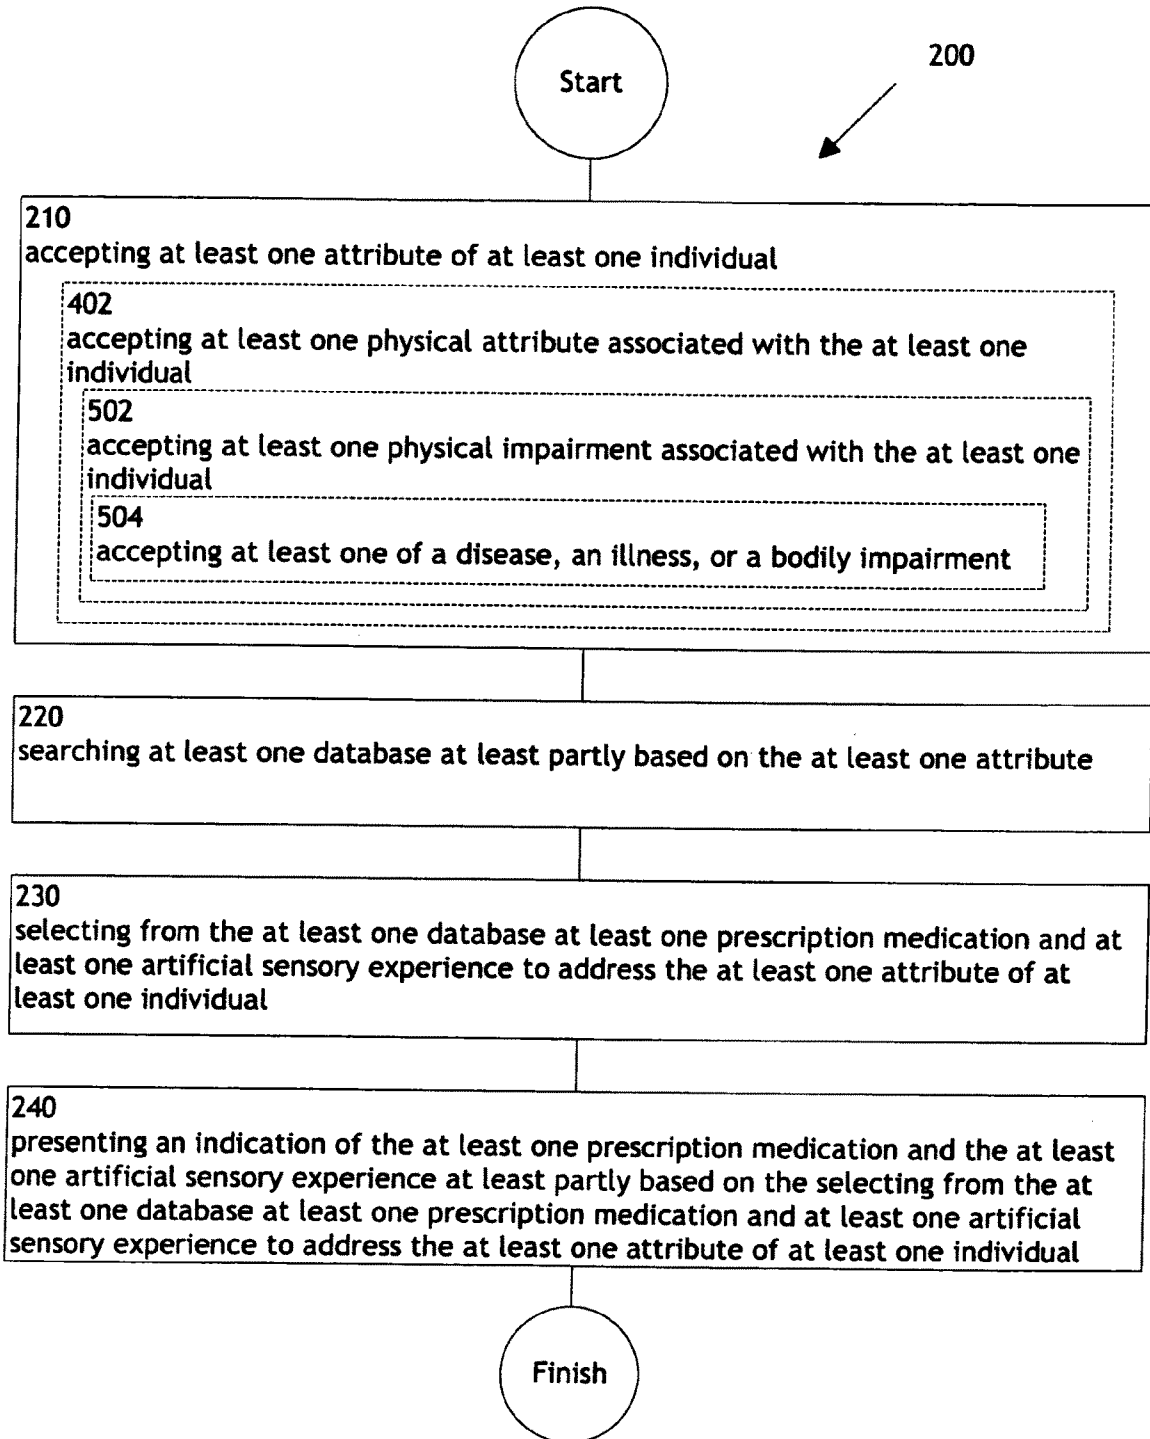 Start
200
210
accepting at least one attribute of at least one individual
402
accepting at least one physical attribute associated with the at least one
individual
502
accepting at least one physical impairment associated with the at least one
individual
504
accepting at least one of a disease, an illness, or a bodily impairment
220
searching at least one database at least partly based on the at least one attribute
230
selecting from the at least one database at least one prescription medication and at
least one artificial sensory experience to address the at least one attribute of at
least one individual
240
presenting an indication of the at least one prescription medication and the at least
one artificial sensory experience at least partly based on the selecting from the at
least one database at least one prescription medication and at least one artificial
sensory experience to address the at least one attribute of at least one individual
Finish